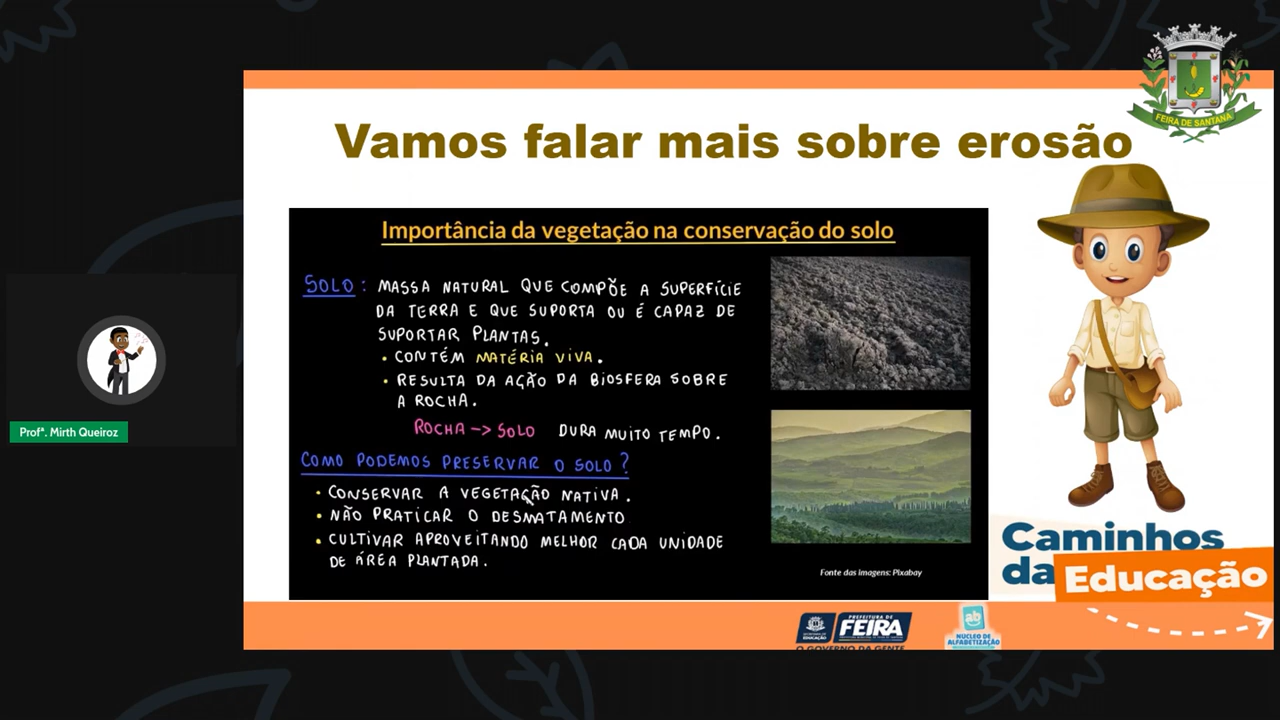 FEIRA DE SANTANA
Vamos falar mais sobre erosão
Importância da vegetação na conservação do solo
SOLO: MASSA NATURAL QUE COMPÕE A SUPERFÍCIE
DA TERRA E QUE SUPORTA OU É CAPAZ DE
SUPORTAR PLANTAS.
• CONTÉM MATÉRIA VIVA.
• RESULTA DA AÇÃO DA BIOSFERA SOBRE
A ROCHA.
ROCHA -> SOLO DURA MUITO TEMPO.
COMO PODEMOS PRESERVAR O SOLO?
• CONSERVAR A VEGETAÇÃO NATIVA.
• NÃO PRATICAR O DESMATAMENTO
• CULTIVAR APROVEITANDO MELHOR CADA UNIDADE
DE ÁREA PLANTADA.
Fonte das imagens: Pixabay
Profª. Mirth Queiroz
Caminhos
da Educação
PREFEITURA DE
FEIRA
O GOVERNO DA GENTE
SECRETARIA DE
EDUCAÇÃO
ab
NÚCLEO DE
ALFABETIZAÇÃO